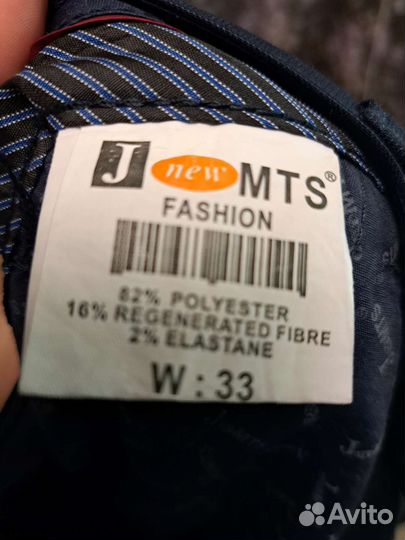 J new MTS®
FASHION
82% POLYESTER
16% REGENERATED FIBRE
2% ELASTANE
W : 33
Avito